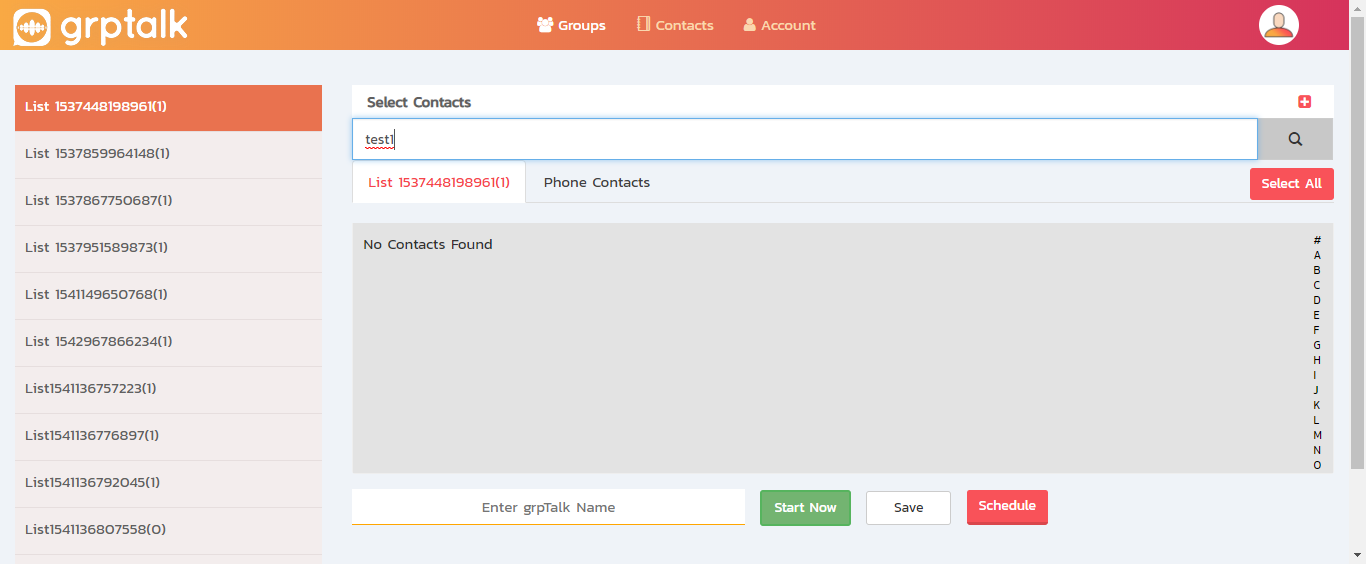 grptalk
Groups Contacts Account
List 1537448198961(1)
List 1537859964148(1)
List 1537867750687(1)
List 1537951589873(1)
List 1541149650768(1)
List 1542967866234(1)
List1541136757223(1)
List1541136776897(1)
List1541136792045(1)
List1541136807558(0)
Select Contacts
test1
List 1537448198961(1) Phone Contacts Select All
No Contacts Found
#
A
B
C
D
E
F
G
H
I
J
K
L
M
N
O
Enter grpTalk Name Start Now Save Schedule